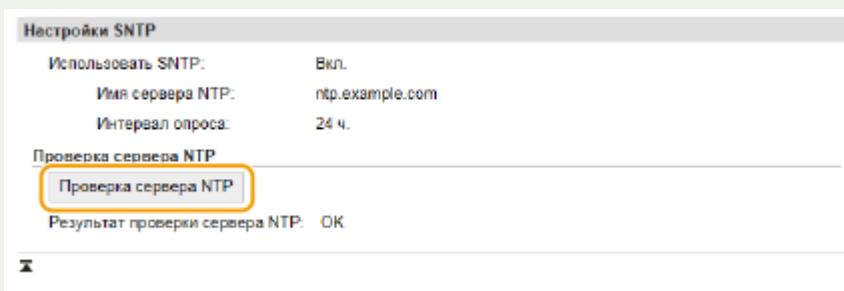 Настройки SNTP
Использовать SNTP: Вкл.
Имя сервера NTP: ntp.example.com
Интервал опроса: 24 ч.
Проверка сервера NTP
Проверка сервера NTP
Результат проверки сервера NTP: OK